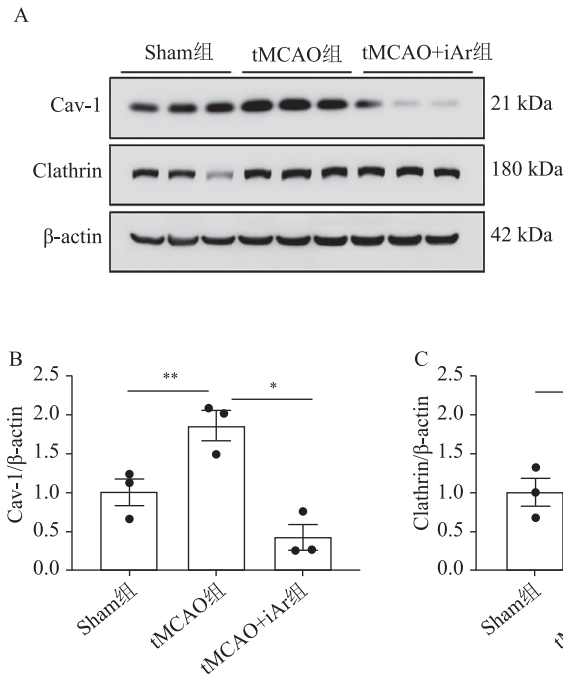 A
Sham组 tMCAO组 tMCAO+iAr组
Cav-1 21 kDa
Clathrin 180 kDa
β-actin 42 kDa
B
**
*
Cav-1/β-actin
2.5
2.0
1.5
1.0
0.5
0.0
Sham组
tMCAO组
tMCAO+iAr组
C
Clathrin/β-actin
2.5
2.0
1.5
1.0
0.5
0.0
Sham组